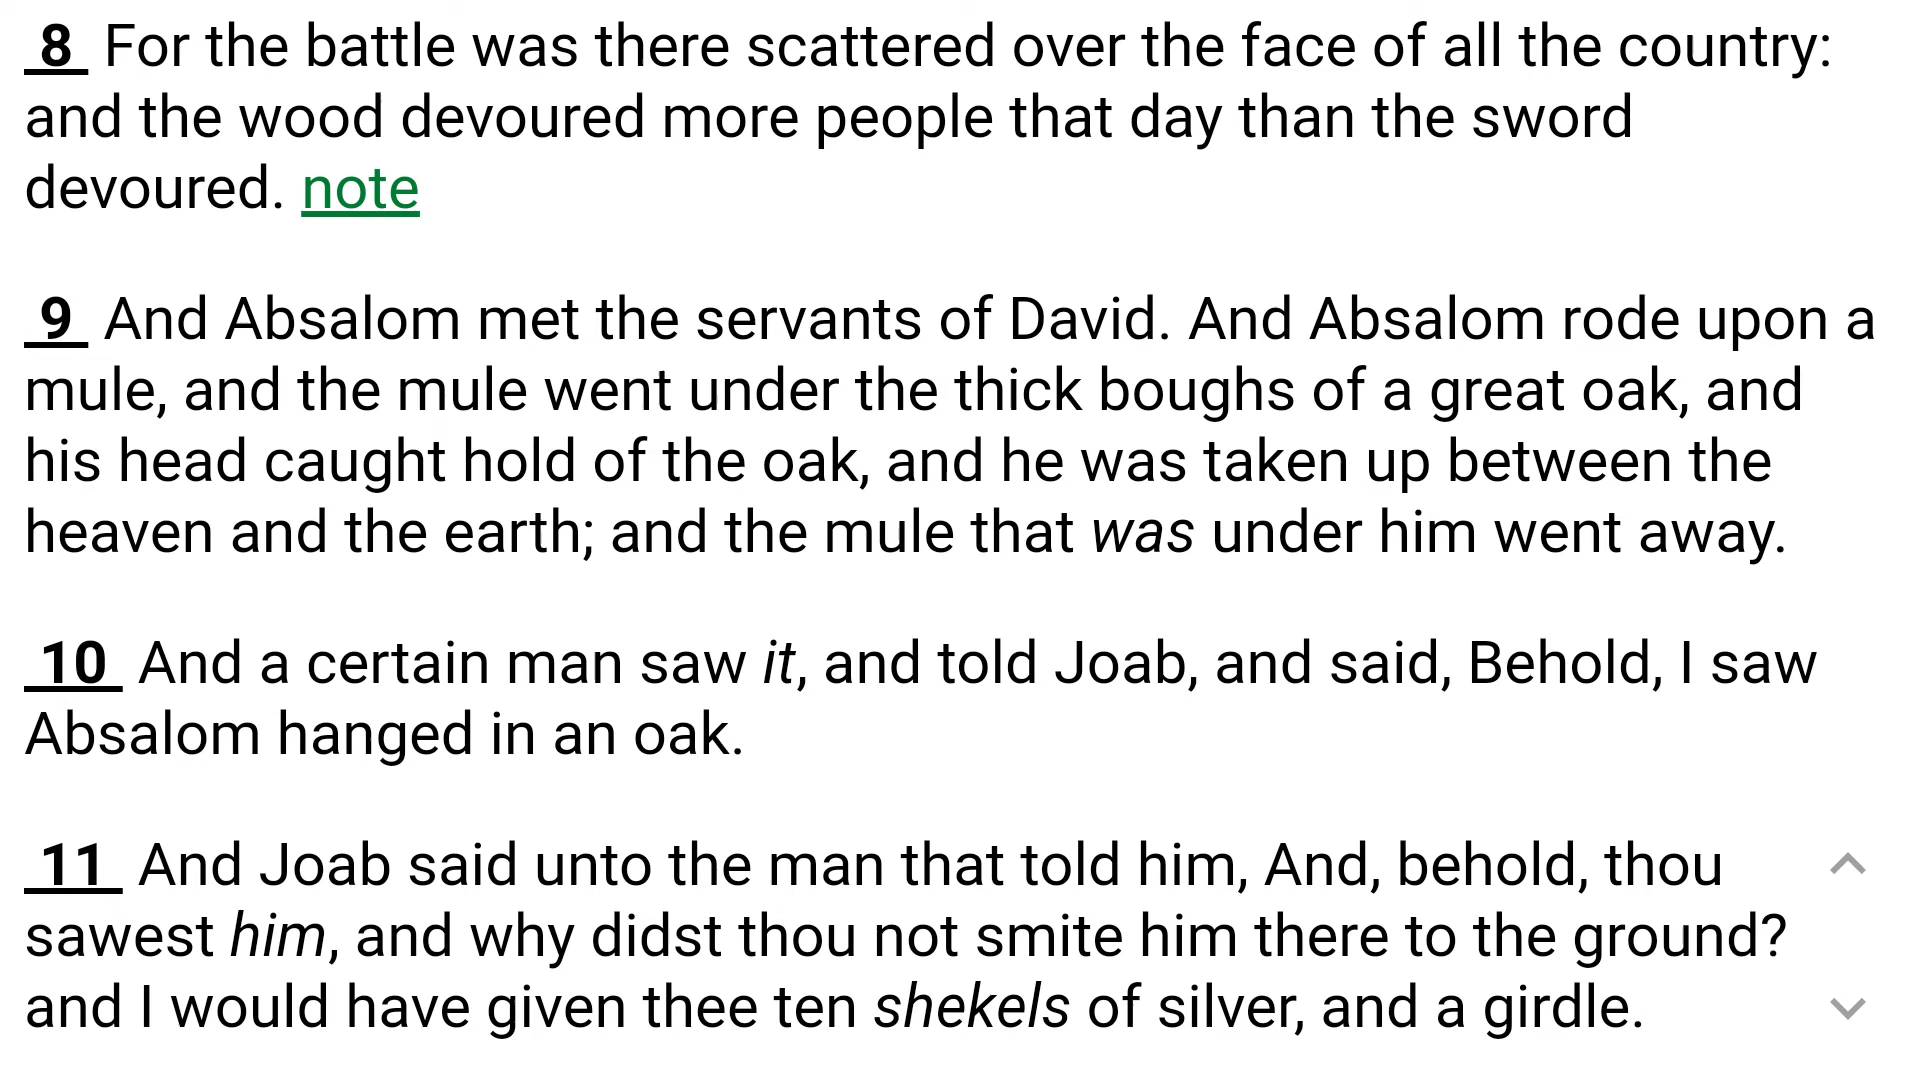 8 For the battle was there scattered over the face of all the country:
and the wood devoured more people that day than the sword
devoured. note
9 And Absalom met the servants of David. And Absalom rode upon a
mule, and the mule went under the thick boughs of a great oak, and
his head caught hold of the oak, and he was taken up between the
heaven and the earth; and the mule that was under him went away.
10 And a certain man saw it, and told Joab, and said, Behold, I saw
Absalom hanged in an oak.
11 And Joab said unto the man that told him, And, behold, thou
sawest him, and why didst thou not smite him there to the ground?
and I would have given thee ten shekels of silver, and a girdle.